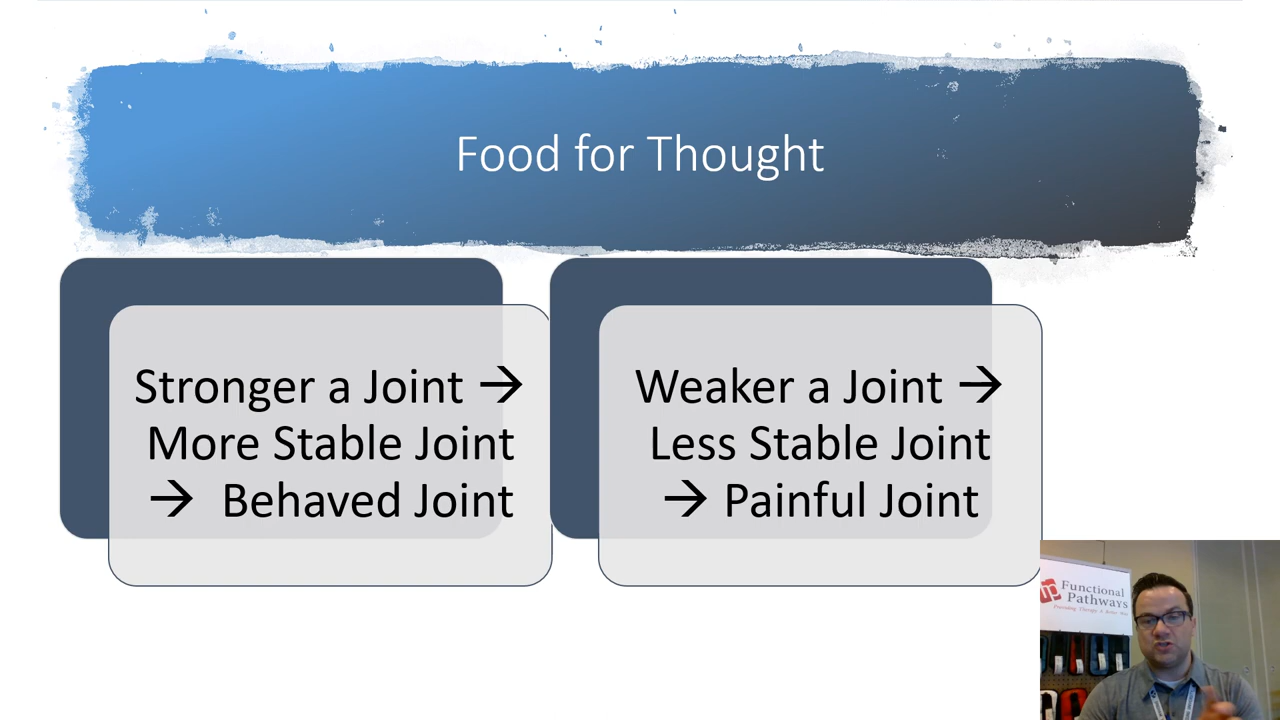 Food for Thought
Stronger a Joint →
More Stable Joint
→ Behaved Joint
Weaker a Joint →
Less Stable Joint
→ Painful Joint
Functional
Pathways